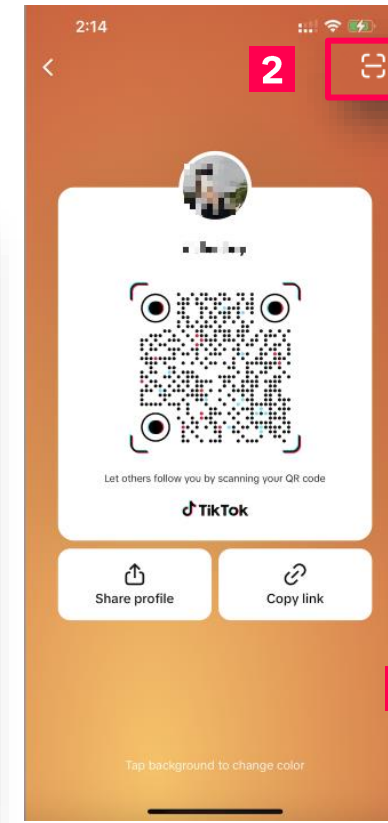 2:14
2
Let others follow you by scanning your QR code
TikTok
Share profile
Copy link
Tap background to change color